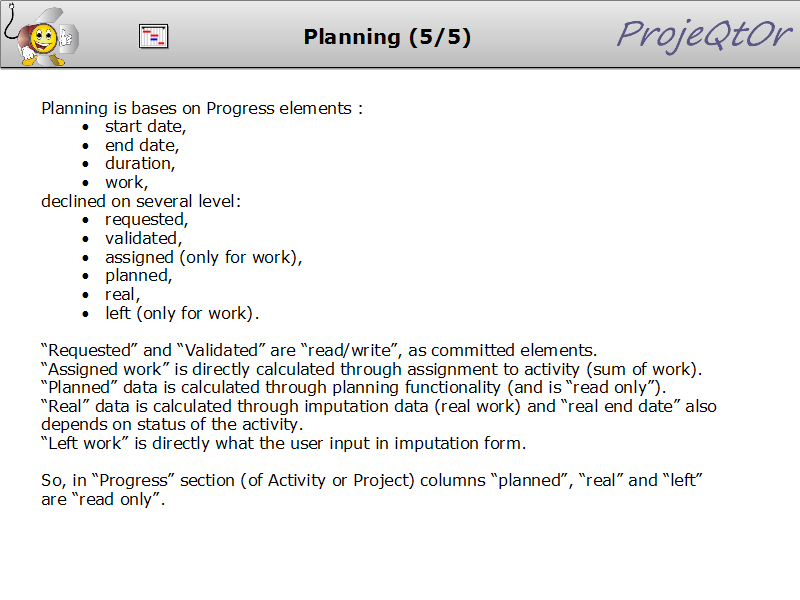 Planning (5/5)
ProjeQtOr
Planning is bases on Progress elements :
• start date,
• end date,
• duration,
• work,
declined on several level:
• requested,
• validated,
• assigned (only for work),
• planned,
• real,
• left (only for work).
“Requested” and “Validated” are “read/write”, as committed elements.
“Assigned work” is directly calculated through assignment to activity (sum of work).
“Planned” data is calculated through planning functionality (and is “read only”).
“Real” data is calculated through imputation data (real work) and “real end date” also
depends on status of the activity.
“Left work” is directly what the user input in imputation form.
So, in “Progress” section (of Activity or Project) columns “planned”, “real” and “left”
are “read only”.